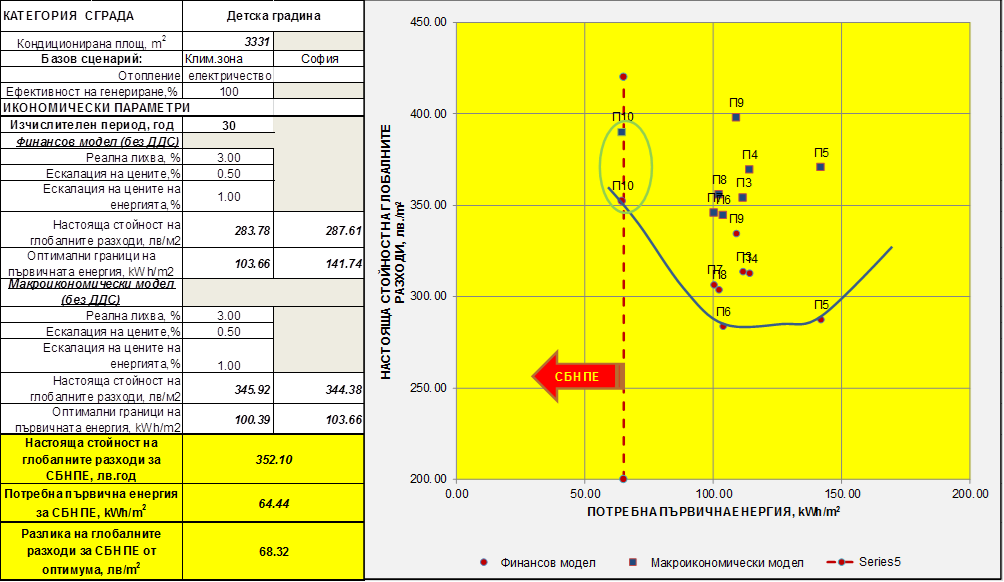 КАТЕГОРИЯ СГРАДА Детска градина
Кондиционирана площ, m² 3331
Базов сценарий: Клим.зона София
Отопление електричество
Ефективност на генериране,% 100
ИКОНОМИЧЕСКИ ПАРАМЕТРИ
Изчислителен период, год 30
Финансов модел (без ДДС)
Реална лихва, % 3.00
Ескалация на цените,% 0.50
Ескалация на цените на
енергията,% 1.00
Настояща стойност на
глобалните разходи, лв/м2 283.78 287.61
Оптимални граници на
първичната енергия, kWh/m2 103.66 141.74
Макроикономически модел
(без ДДС)
Реална лихва, % 3.00
Ескалация на цените,% 0.50
Ескалация на цените на
енергията,% 1.00
Настояща стойност на
глобалните разходи, лв/м2 345.92 344.38
Оптимални граници на
първичната енергия, kWh/m2 100.39 103.66
Настояща стойност на
глобалните разходи за
СБНПЕ, лв.год 352.10
Потребна първична енергия
за СБНПЕ, kWh/m² 64.44
Разлика на глобалните
разходи за СБНПЕ от
оптимума, лв/m² 68.32
НАСТОЯЩА СТОЙНОСТ НА ГЛОБАЛНИТЕ
РАЗХОДИ, лв./m²
450.00
400.00
350.00
300.00
250.00
200.00
П9
П10
П4
П5
П8
П3
П10
П6
П9
П3
П4
П7
П8
П6
П5
СБНПЕ
0.00 50.00 100.00 150.00 200.00
ПОТРЕБНА ПЪРВИЧНА ЕНЕРГИЯ, kWh/m²
Финансов модел Макроикономически модел Series5